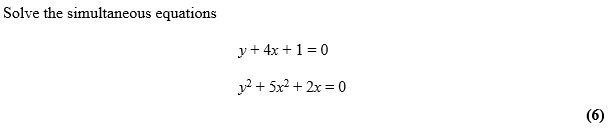 Solve the simultaneous equations
y + 4x + 1 = 0
y² + 5x² + 2x = 0
(6)